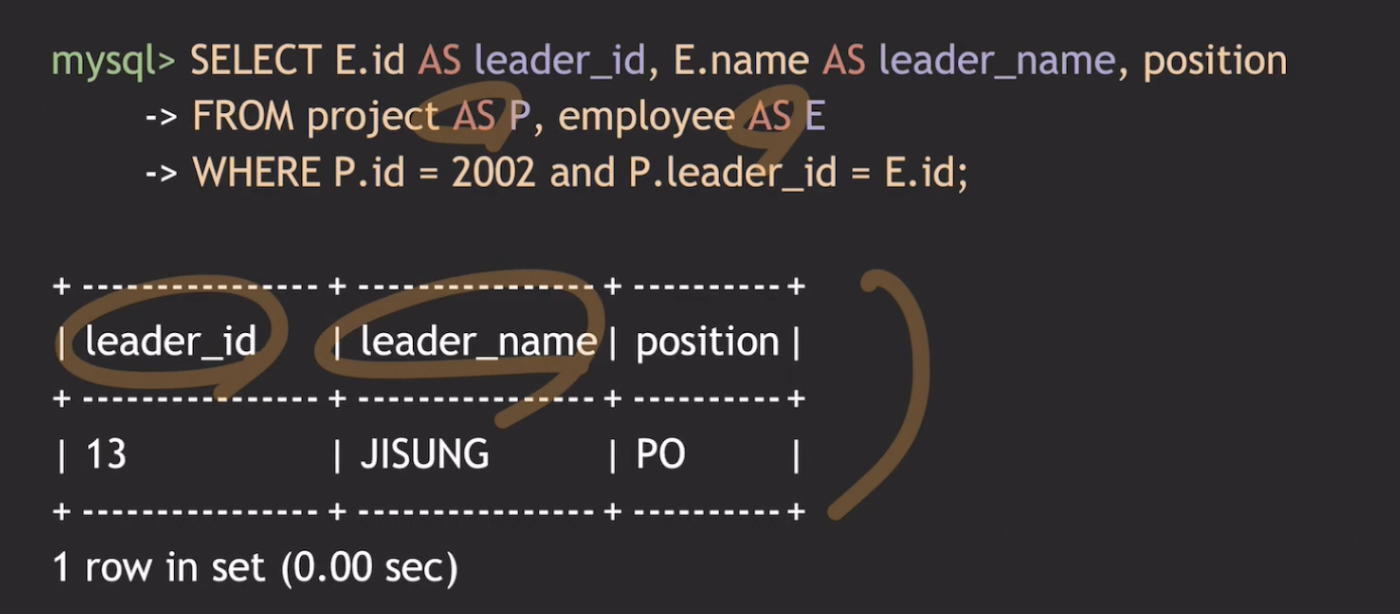 mysql> SELECT E.id AS leader_id, E.name AS leader_name, position
-> FROM project AS P, employee AS E
-> WHERE P.id = 2002 and P.leader_id = E.id;
+ ---------------- + ---------------- + ---------- +
| leader_id | leader_name | position |
+ ---------------- + ---------------- + ---------- +
| 13 | JISUNG | PO |
+ ---------------- + ---------------- + ---------- +
1 row in set (0.00 sec)